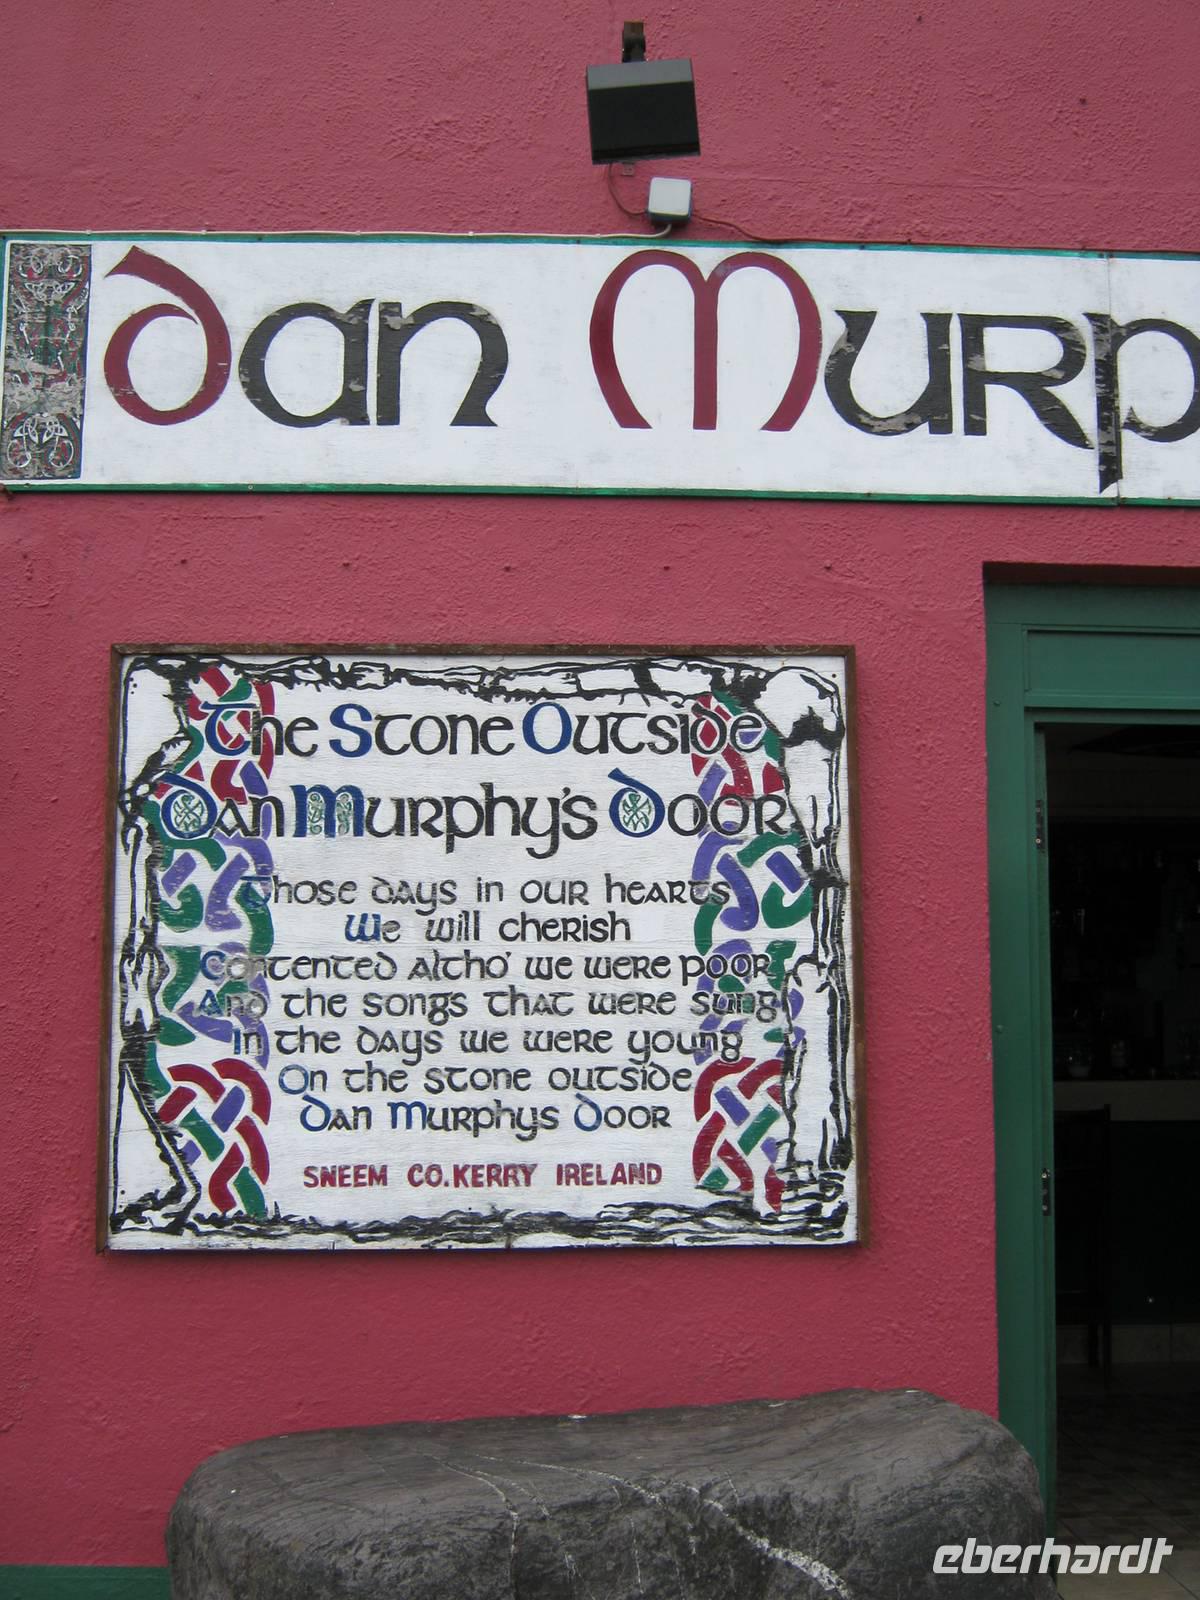 Dan Murp
The Stone Outside
Dan Murphy's Door
Those days in our hearts
We will cherish
Contented altho' we were poor
And the songs that were sung
In the days we were young
On the stone outside
Dan Murphys Door
SNEEM CO. KERRY IRELAND
eberhardt